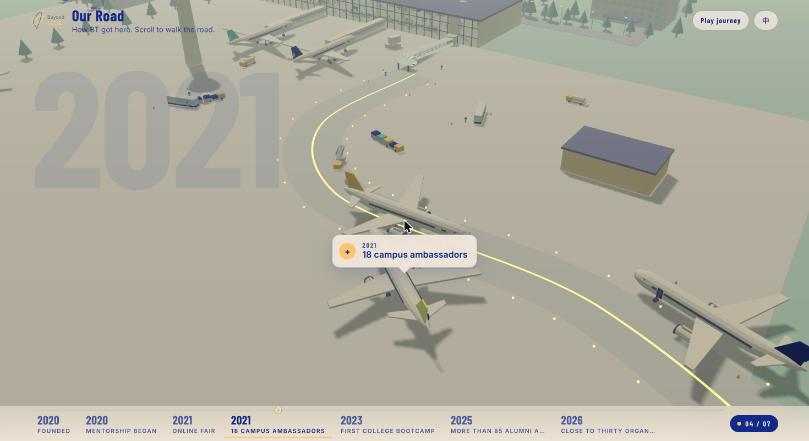 Beyond
Our Road
How BT got here. Scroll to walk the road.
Play journey
中
2021
2021
18 campus ambassadors
2020
FOUNDED
2020
MENTORSHIP BEGAN
2021
ONLINE FAIR
2021
18 CAMPUS AMBASSADORS
2023
FIRST COLLEGE BOOTCAMP
2025
MORE THAN 85 ALUMNI A...
2026
CLOSE TO THIRTY ORGAN...
04 / 07